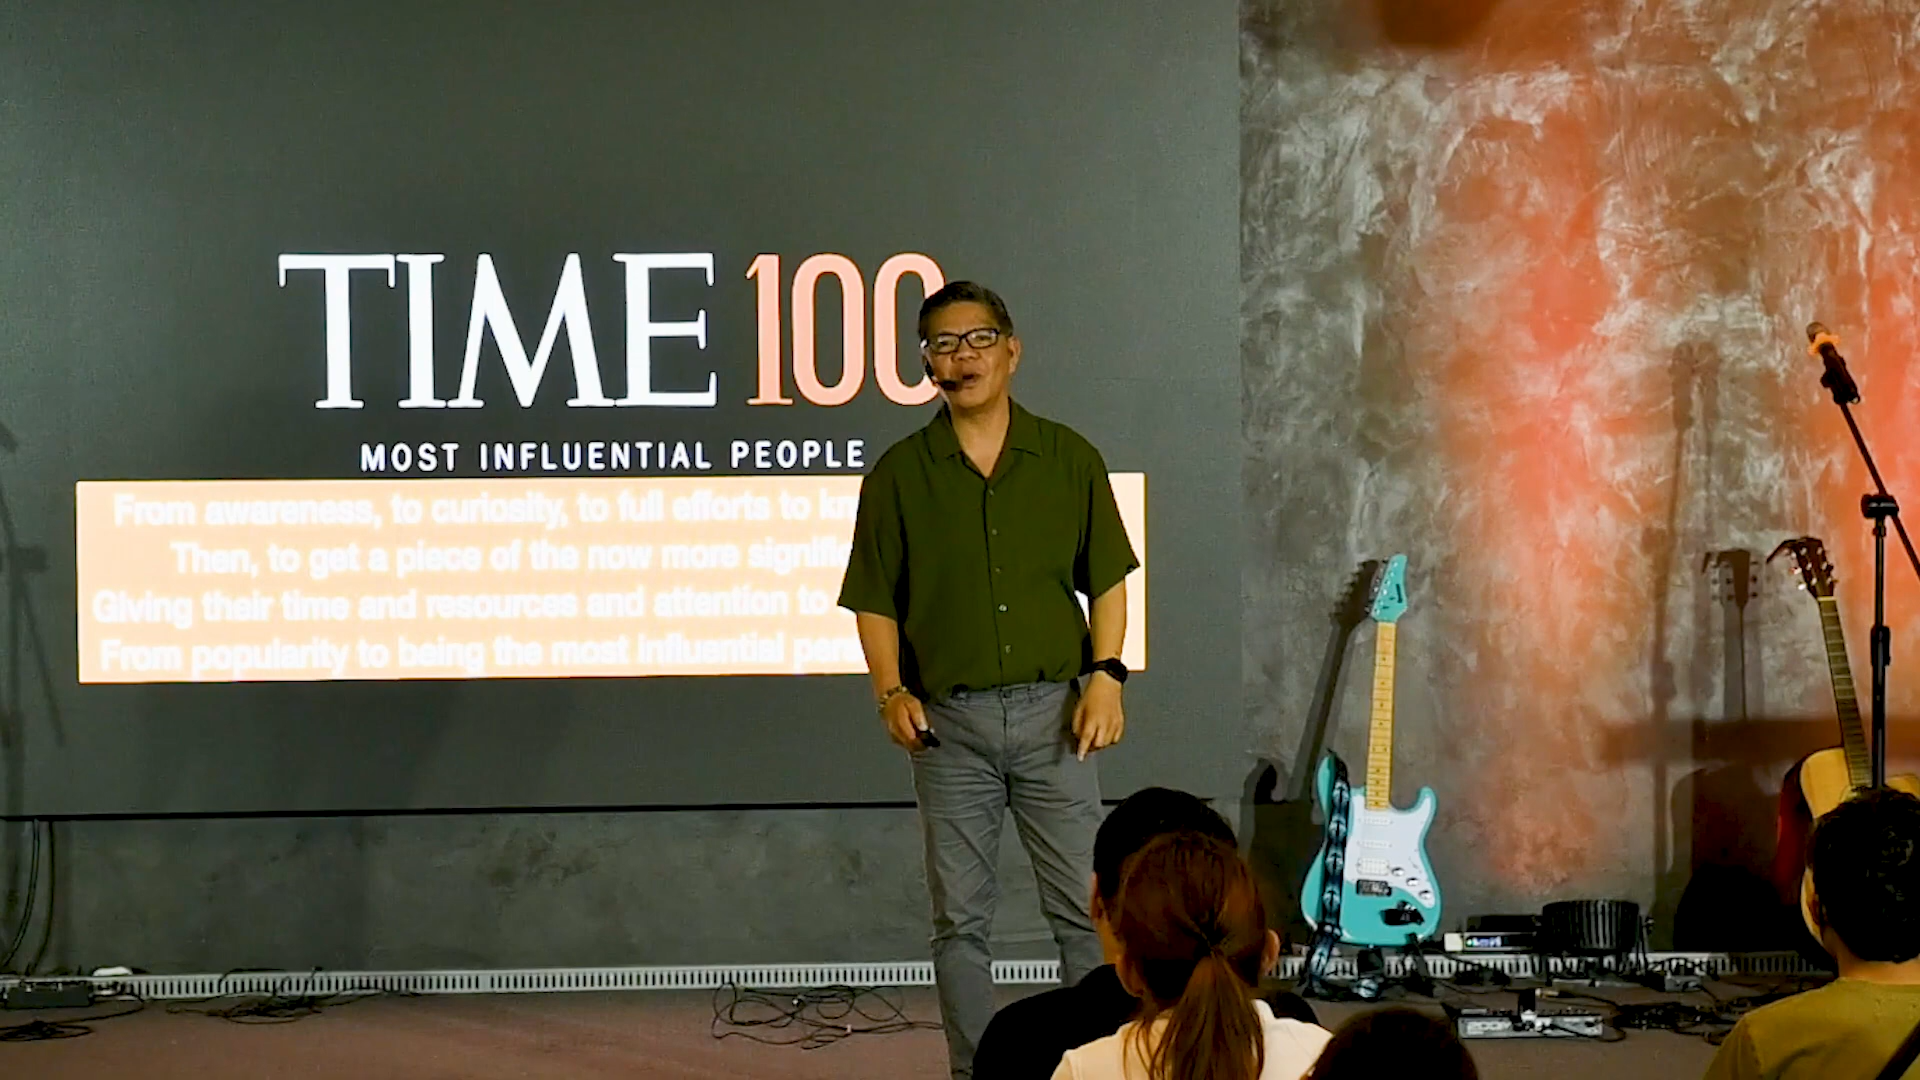 TIME 100
MOST INFLUENTIAL PEOPLE
From awareness, to curiosity, to full efforts to
Then, to get a piece of the now more
Giving their time and resources and attention to
From popularity to being the most influential
ZOOM